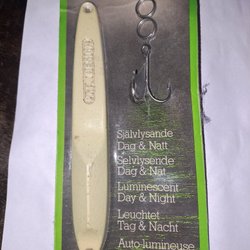 Självlysande
Dag & Natt
Selvlysende
Dag & Nat
Luminescent
Day & Night
Leuchtet
Tag & Nacht
Auto-lumineuse